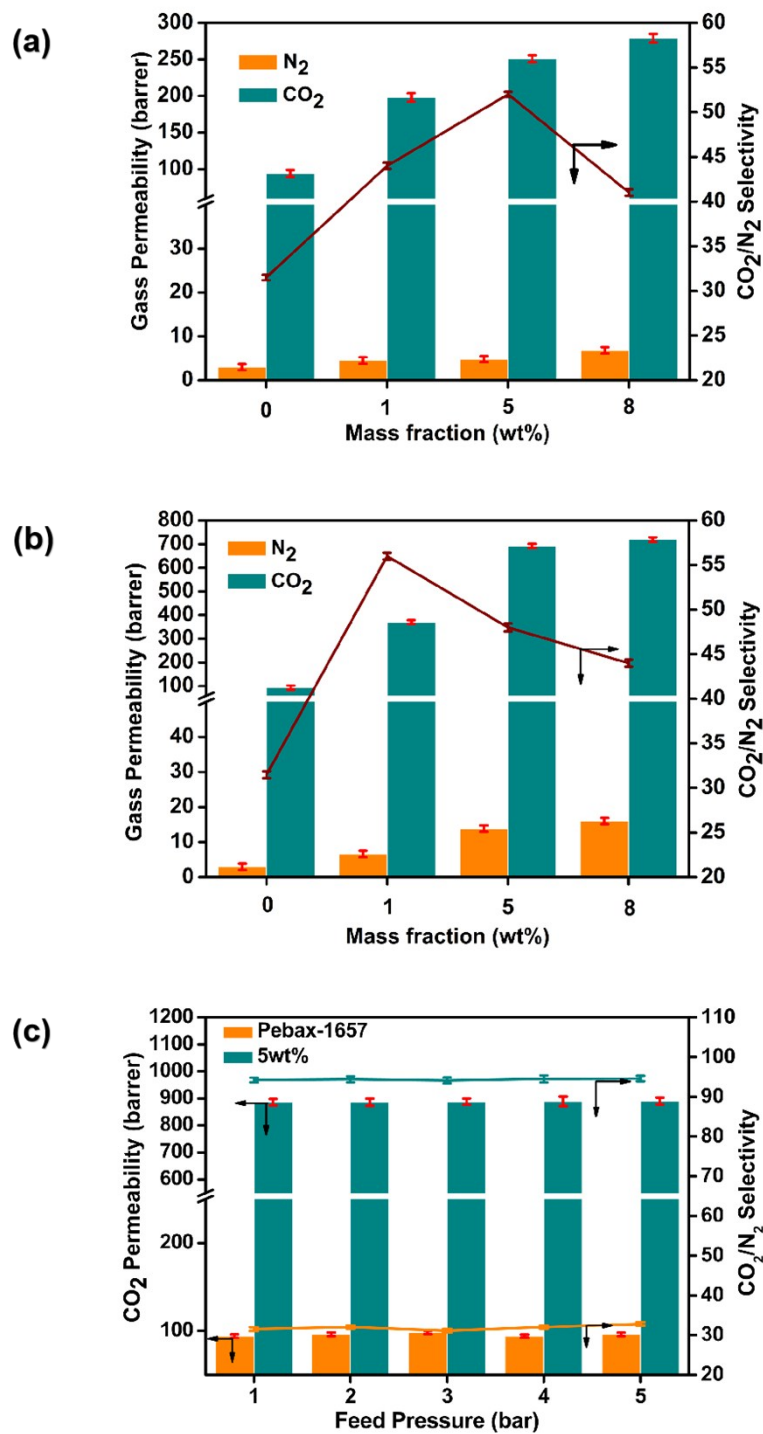 (a)
Gass Permeability (barrer)
300
250
200
150
100
30
20
10
0
N2
CO2
60
55
50
45
40
35
30
25
20
CO2/N2 Selectivity
0 1 5 8
Mass fraction (wt%)
(b)
Gass Permeability (barrer)
800
700
600
500
400
300
200
100
40
30
20
10
0
N2
CO2
60
55
50
45
40
35
30
25
20
CO2/N2 Selectivity
0 1 5 8
Mass fraction (wt%)
(c)
CO2 Permeability (barrer)
1200
1100
1000
900
800
700
600
200
100
Pebax-1657
5wt%
110
100
90
80
70
60
50
40
30
20
CO2/N2 Selectivity
1 2 3 4 5
Feed Pressure (bar)